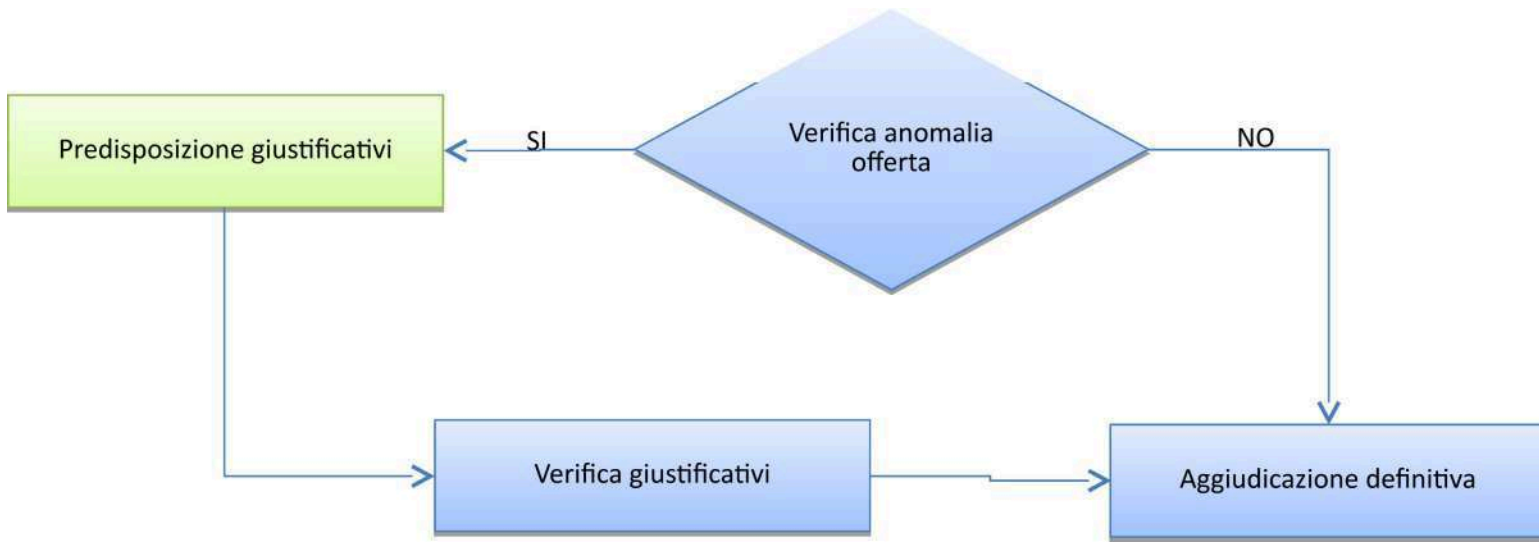 Predisposizione giustificativi
SI
Verifica anomalia
offerta
NO
Verifica giustificativi
Aggiudicazione definitiva